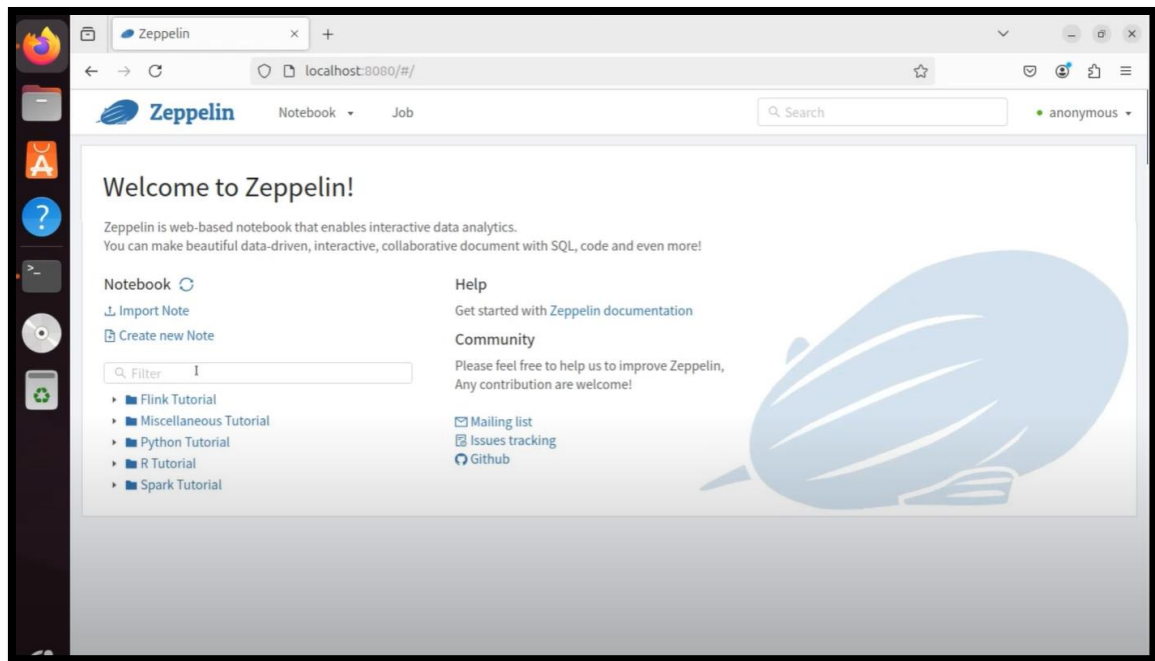 Zeppelin
localhost:8080/#/
Zeppelin
Notebook
Job
Search
anonymous
Welcome to Zeppelin!
Zeppelin is web-based notebook that enables interactive data analytics.
You can make beautiful data-driven, interactive, collaborative document with SQL, code and even more!
Notebook
Import Note
Create new Note
Filter
Flink Tutorial
Miscellaneous Tutorial
Python Tutorial
R Tutorial
Spark Tutorial
Help
Get started with Zeppelin documentation
Community
Please feel free to help us to improve Zeppelin,
Any contribution are welcome!
Mailing list
Issues tracking
Github